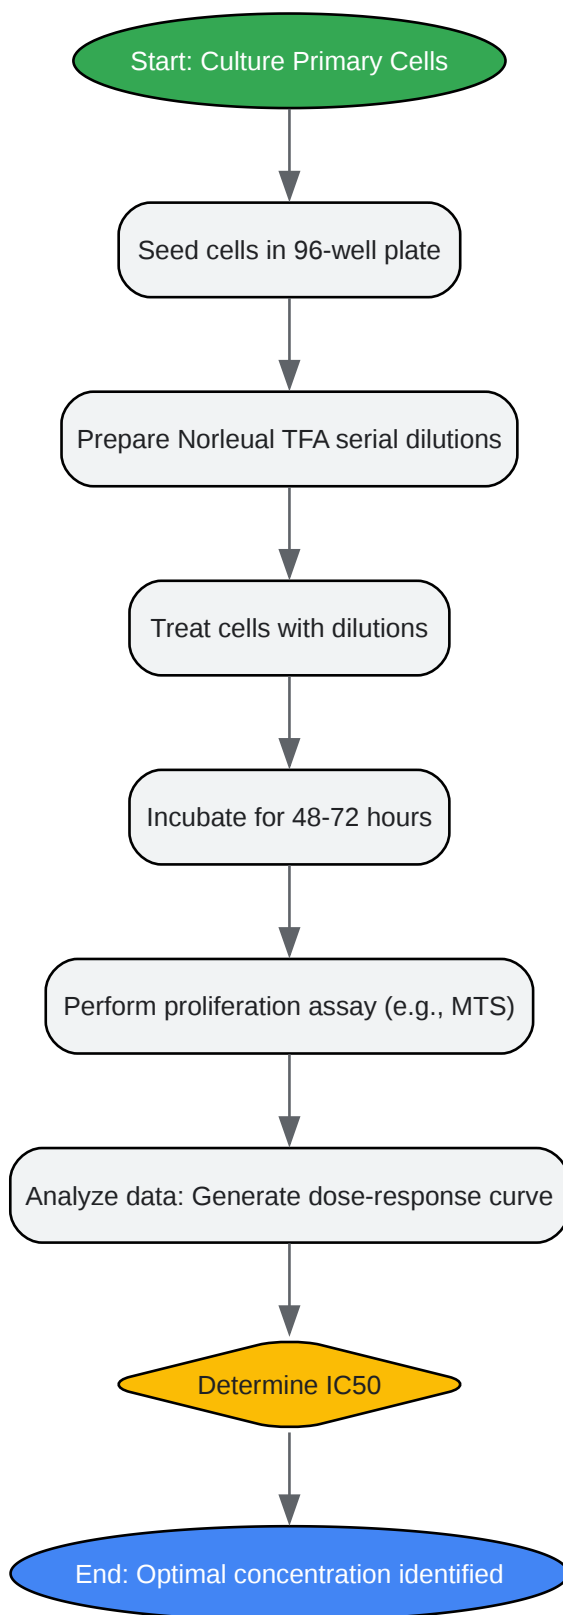 Start: Culture Primary Cells
Seed cells in 96-well plate
Prepare Norleual TFA serial dilutions
Treat cells with dilutions
Incubate for 48-72 hours
Perform proliferation assay (e.g., MTS)
Analyze data: Generate dose-response curve
Determine IC50
End: Optimal concentration identified